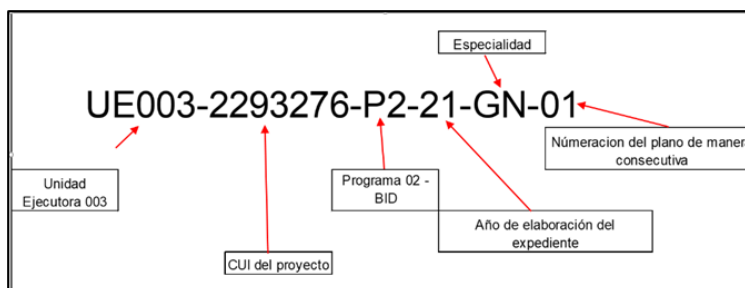 Especialidad
UE003-2293276-P2-21-GN-01
Númeracion del plano de manera
consecutiva
Unidad
Ejecutora 003
Programa 02 -
BID
Año de elaboración del
expediente
CUI del proyecto